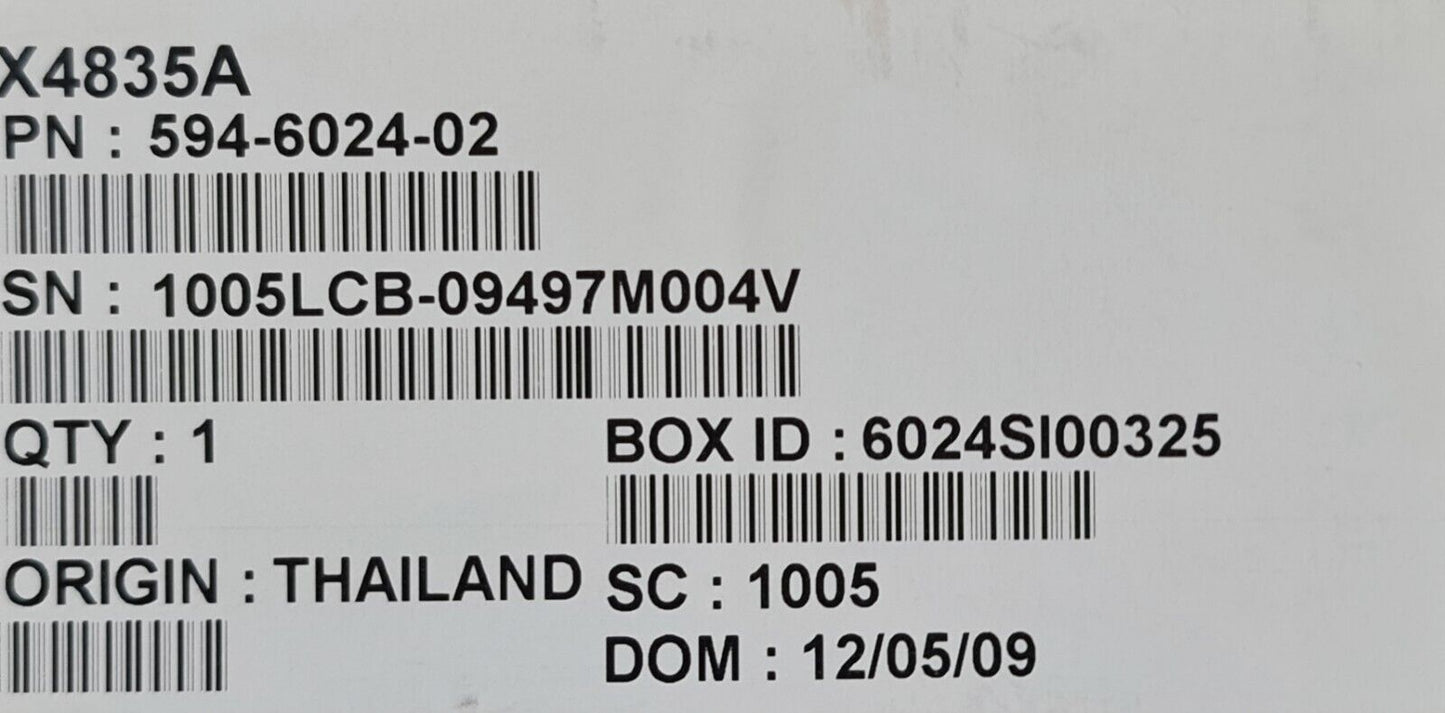 X4835A
PN : 594-6024-02
SN : 1005LCB-09497M004V
QTY : 1
BOX ID : 6024SI00325
ORIGIN : THAILAND
SC : 1005
DOM : 12/05/09